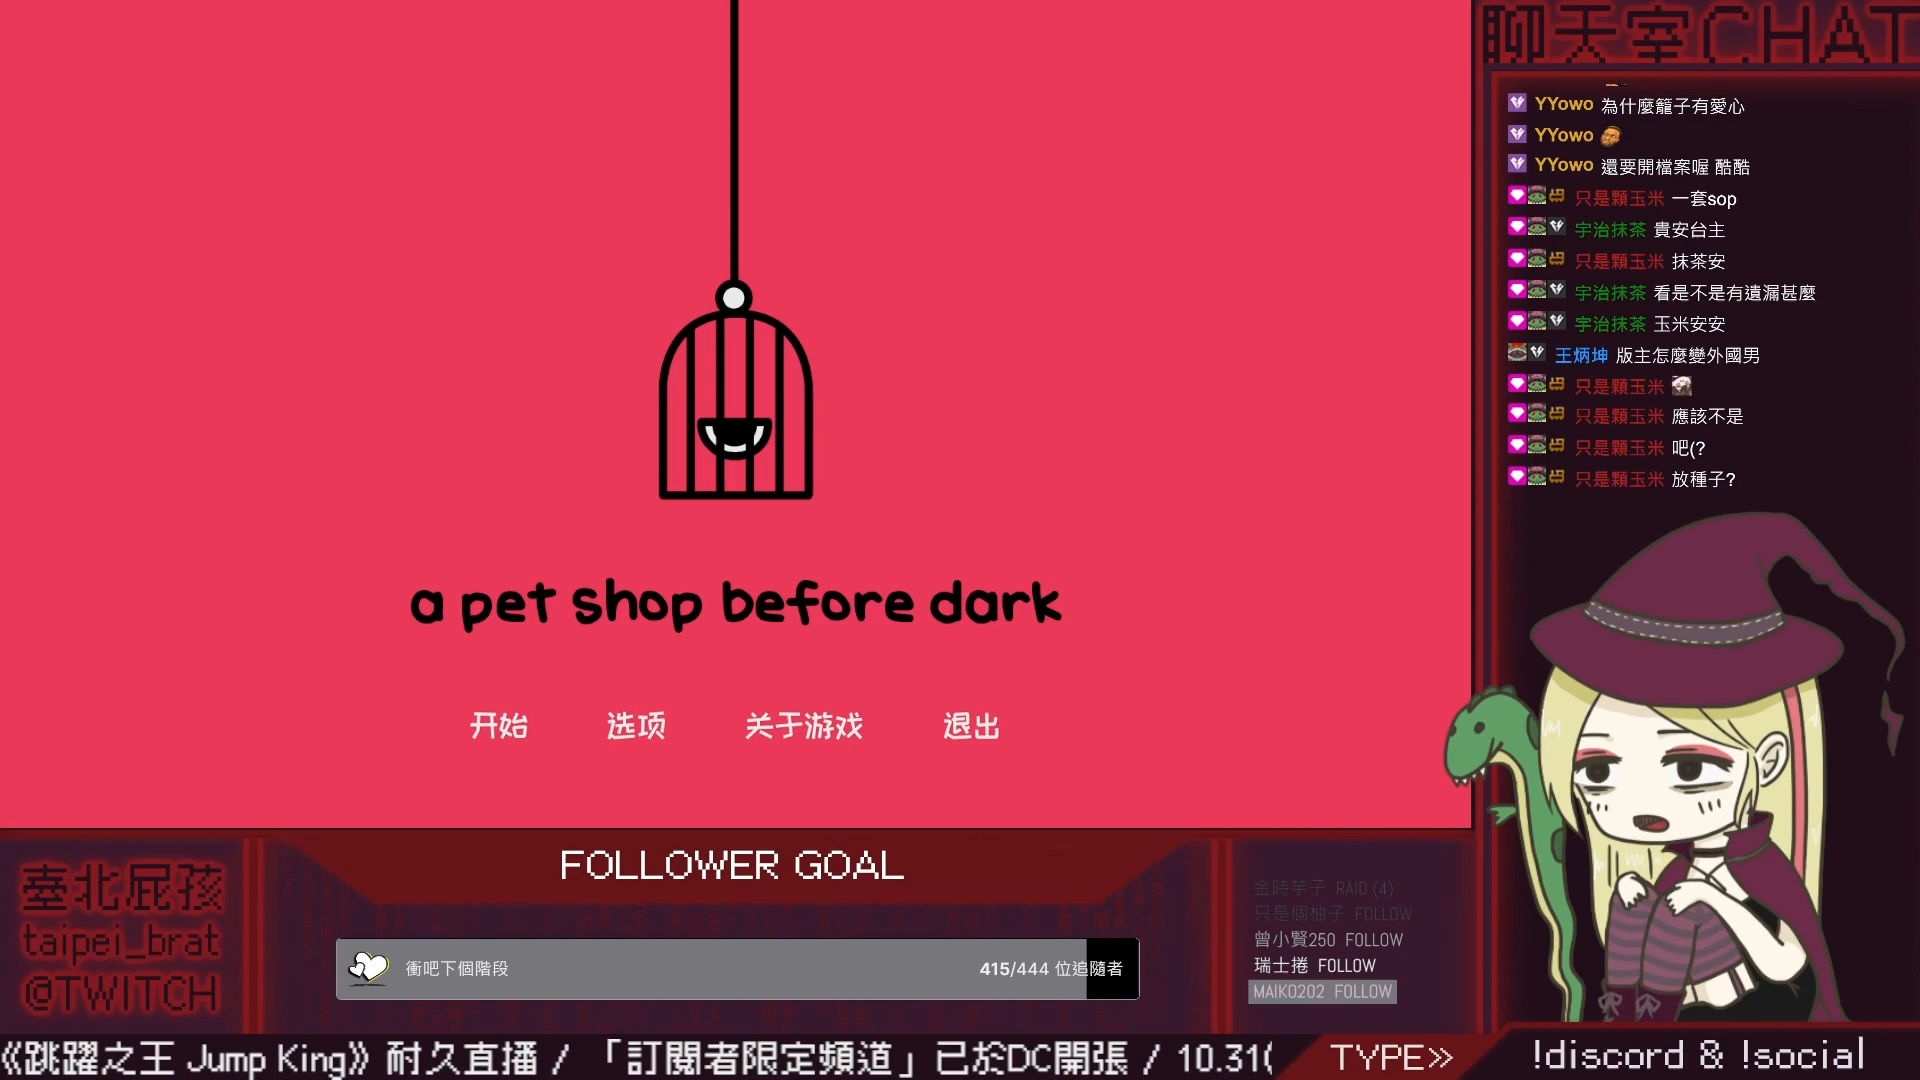 聊天室CHAT
YYowo 為什麼籠子有愛心
YYowo
YYowo 還要開檔案喔 酷酷
只是顆玉米 一套sop
宇治抹茶 貴安台主
只是顆玉米 抹茶安
宇治抹茶 看是不是有遺漏甚麼
宇治抹茶 玉米安安
王炳坤 版主怎麼變外國男
只是顆玉米
只是顆玉米 應該不是
只是顆玉米 吧(?
只是顆玉米 放種子?
a pet shop before dark
开始 选项 关于游戏 退出
FOLLOWER GOAL
衝吧下個階段 415/444 位追隨者
臺北屁孩
taipei_brat
@TWITCH
金時芋子 RAID (4)
只是個柚子 FOLLOW
曾小賢250 FOLLOW
瑞士捲 FOLLOW
MAIKO202 FOLLOW
《跳躍之王 Jump King》 耐久直播 / 「訂閱者限定頻道」已於DC開張 / 10.31(
TYPE»
!discord & !social